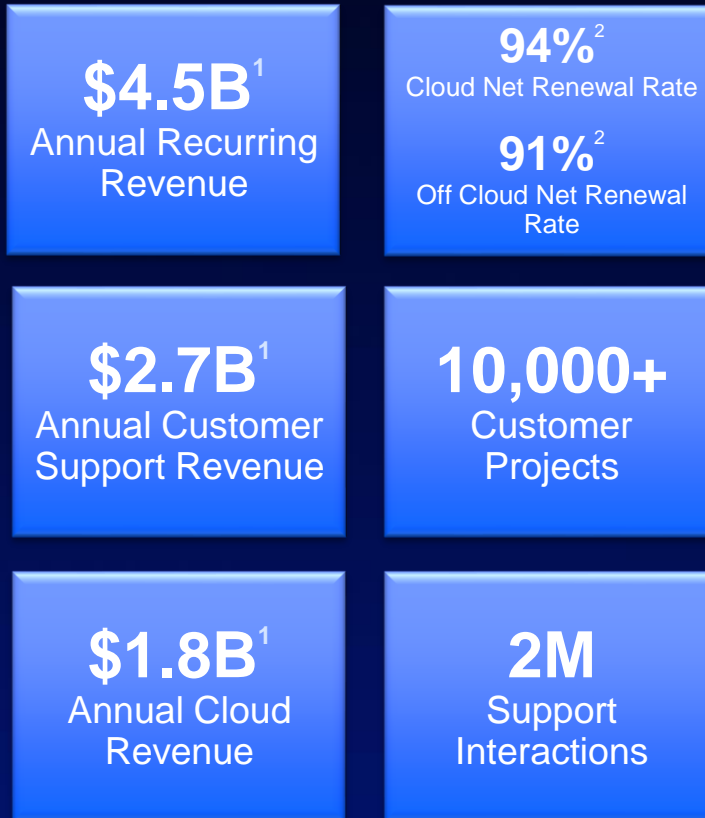 $4.5B¹
Annual Recurring
Revenue
94%²
Cloud Net Renewal Rate
91%²
Off Cloud Net Renewal
Rate
$2.7B¹
Annual Customer
Support Revenue
10,000+
Customer
Projects
$1.8B¹
Annual Cloud
Revenue
2M
Support
Interactions